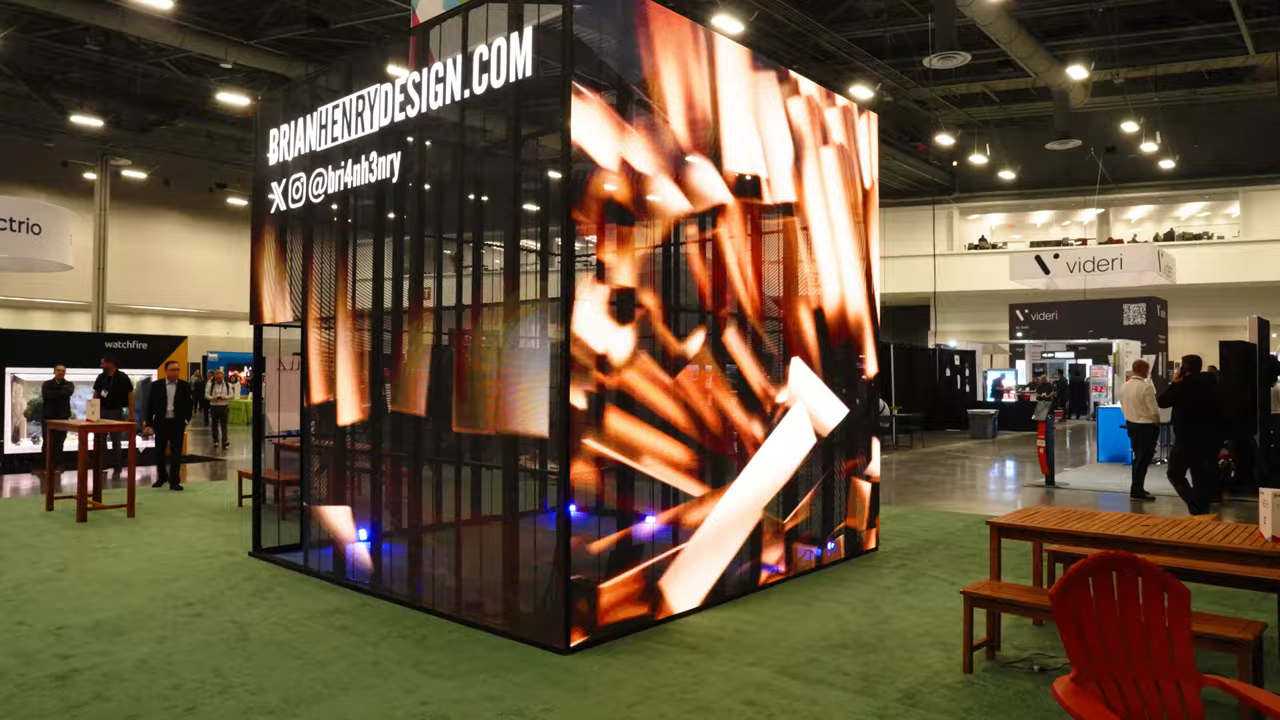 BRIANHENRYDESIGN.COM
@bri4nh3nry
ctrio
videri
videri
watchfire